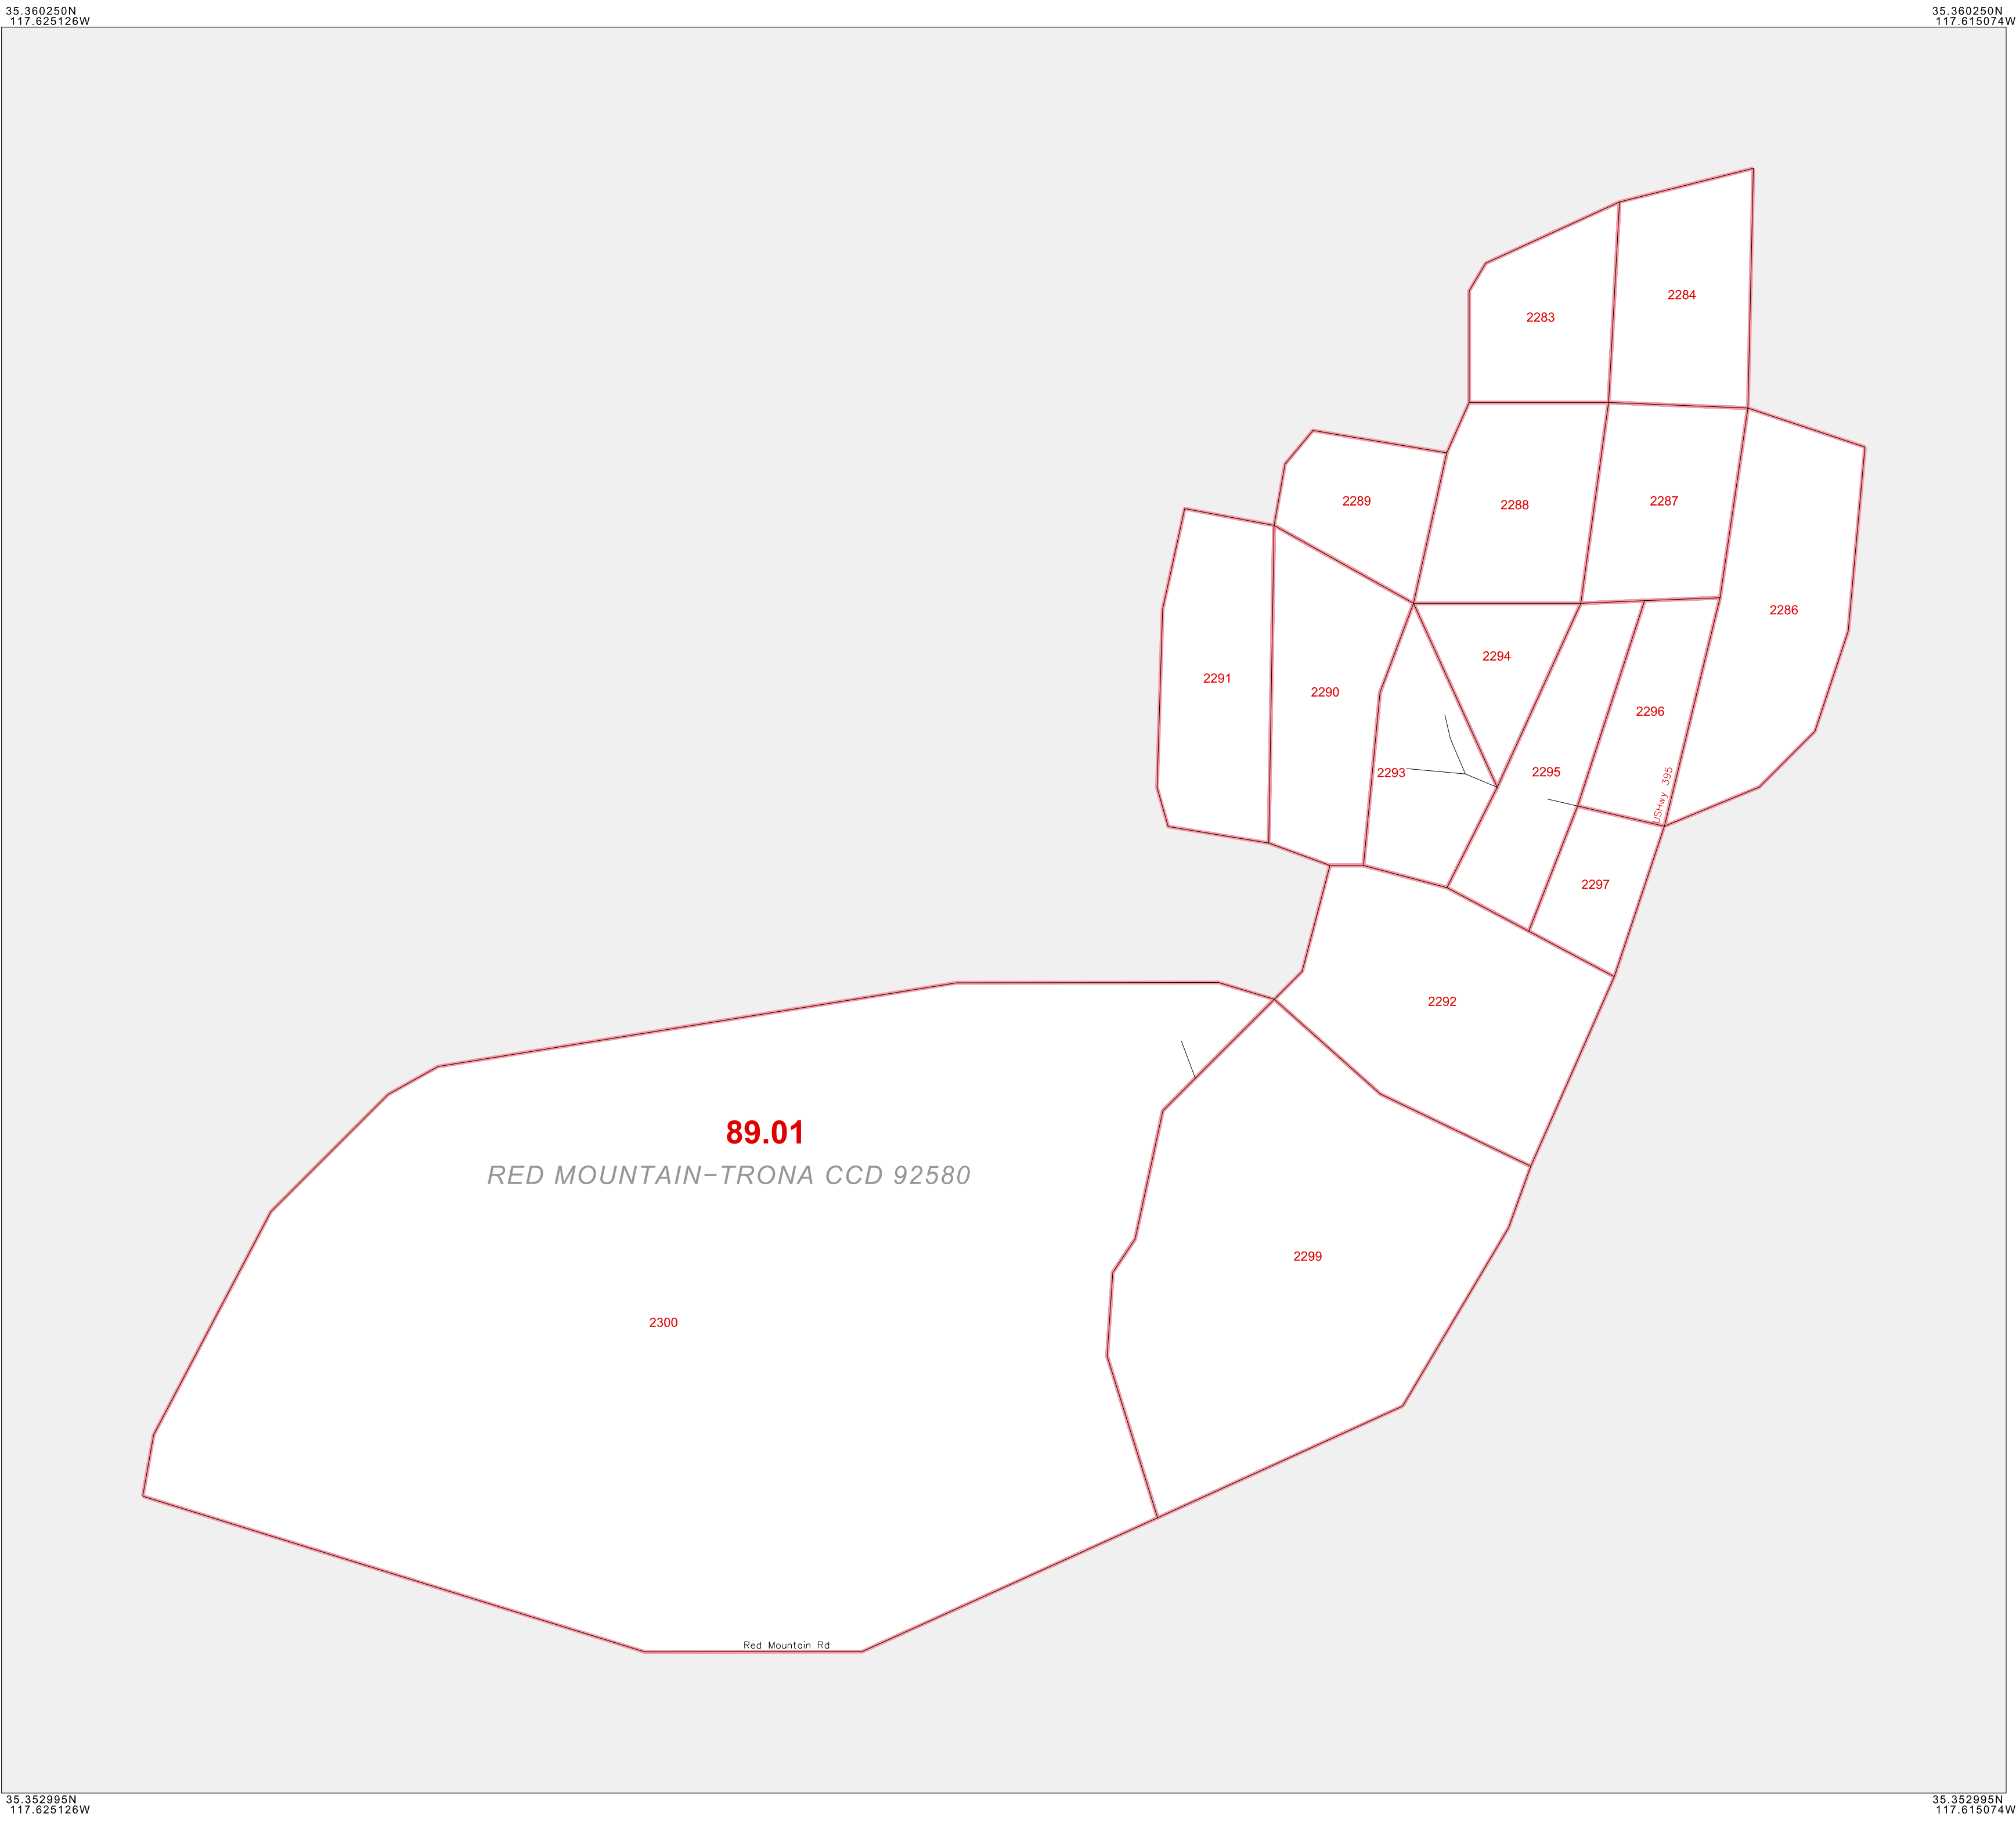 35.360250N
117.625126W
35.360250N
117.615074W
2284
2283
2289
2288
2287
2286
2294
2291
2290
2296
2293
2295
USHwy 395
2297
2292
89.01
RED MOUNTAIN-TRONA CCD 92580
2299
2300
Red Mountain Rd
35.352995N
117.625126W
35.352995N
117.615074W